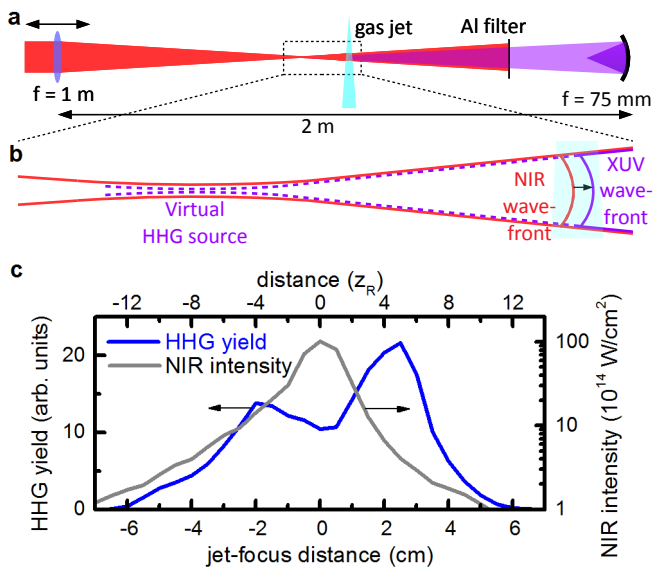 a
gas jet
Al filter
f = 1 m
f = 75 mm
2 m
b
Virtual
HHG source
NIR
wave-
front
XUV
wave-
front
c
distance (z_R)
-12 -8 -4 0 4 8 12
HHG yield (arb. units)
20
10
0
HHG yield
NIR intensity
100
10
1
NIR intensity (10^14 W/cm^2)
-6 -4 -2 0 2 4 6
jet-focus distance (cm)